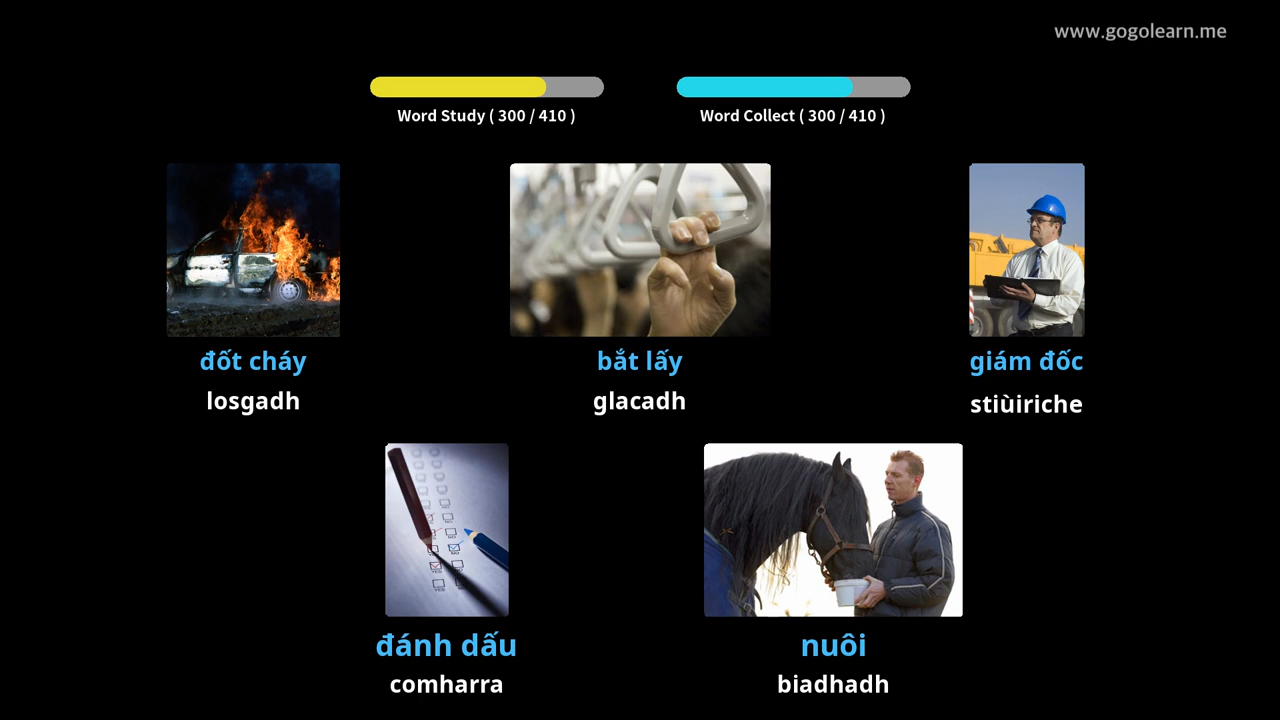 www.gogolearn.me
Word Study ( 300 / 410 )
Word Collect ( 300 / 410 )
đốt cháy
losgadh
bắt lấy
glacadh
giám đốc
stiùiriche
đánh dấu
comharra
nuôi
biadhadh